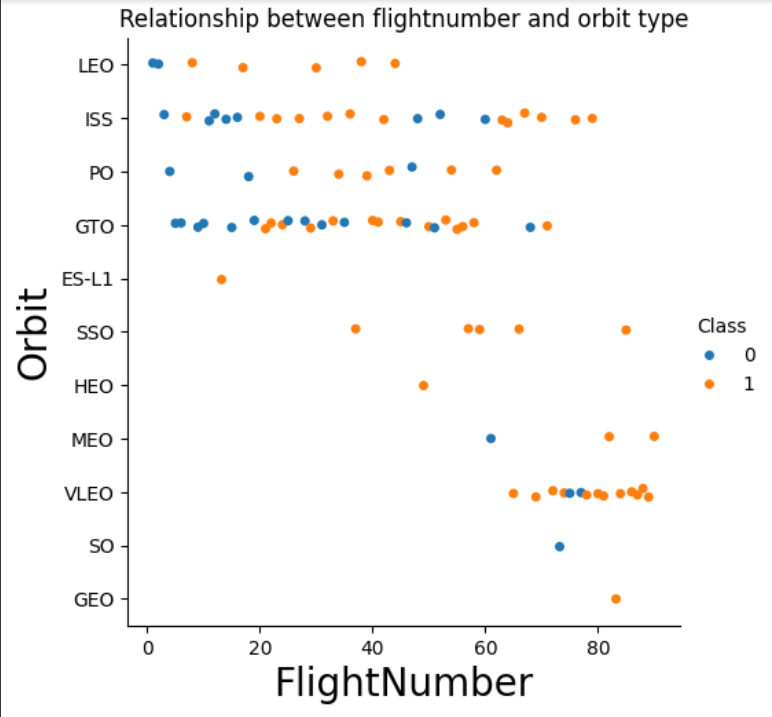 Relationship between flightnumber and orbit type
LEO
ISS
PO
GTO
ES-L1
SSO
HEO
MEO
VLEO
SO
GEO
Orbit
Class
0
1
0 20 40 60 80
FlightNumber